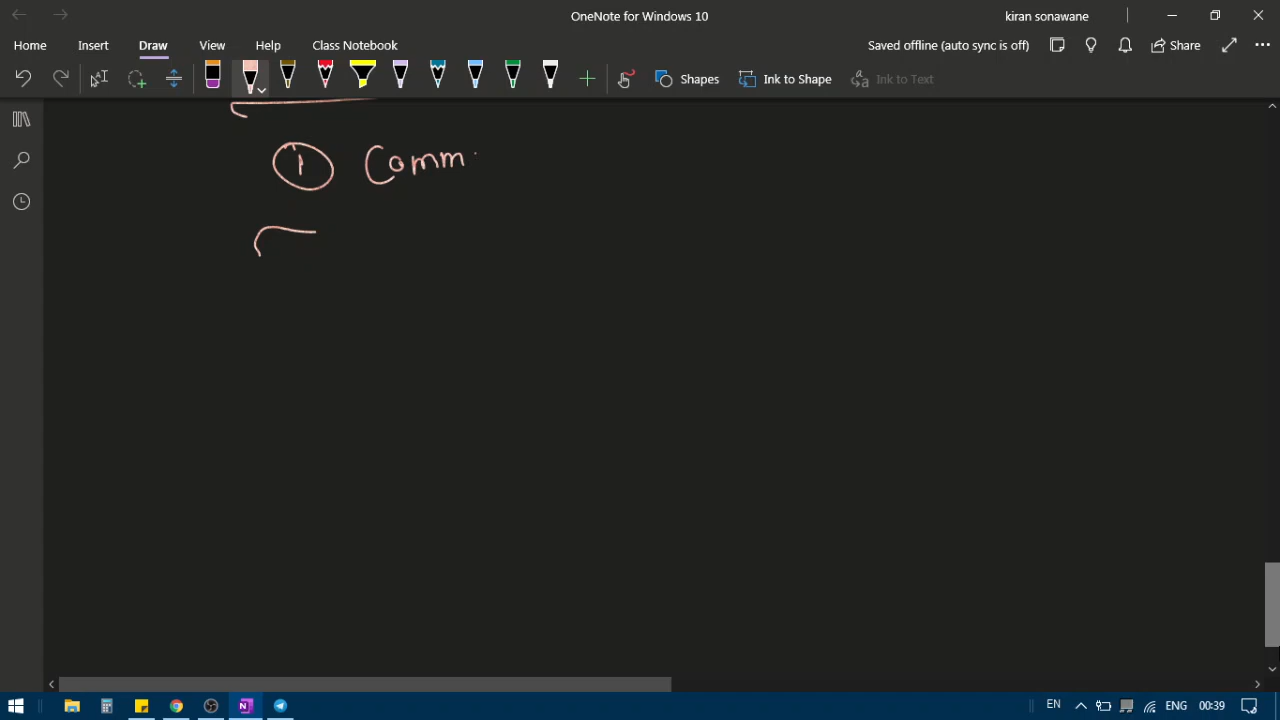 OneNote for Windows 10
kiran sonawane
Home Insert Draw View Help Class Notebook
Saved offline (auto sync is off) Share
Shapes Ink to Shape Ink to Text
1 Comm
N
EN ENG 00:39